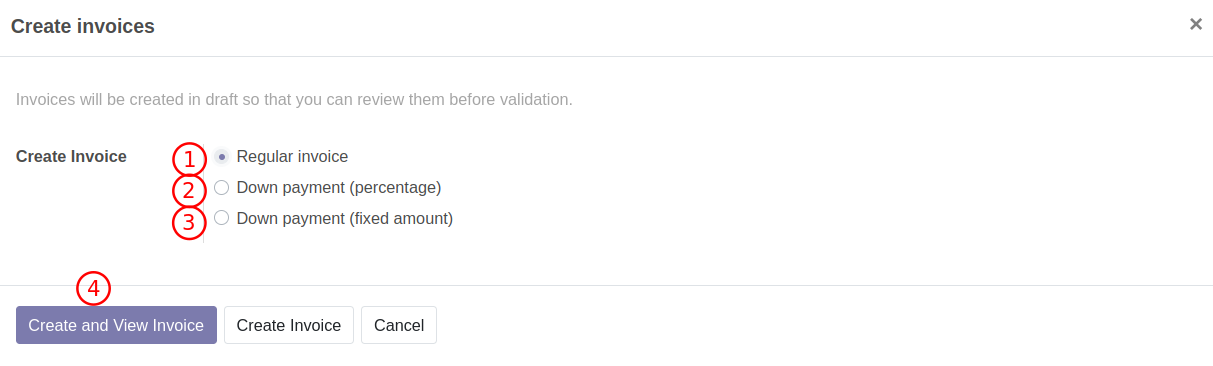 Create invoices ×
Invoices will be created in draft so that you can review them before validation.
Create Invoice 1 Regular invoice
2 Down payment (percentage)
3 Down payment (fixed amount)
4
Create and View Invoice Create Invoice Cancel